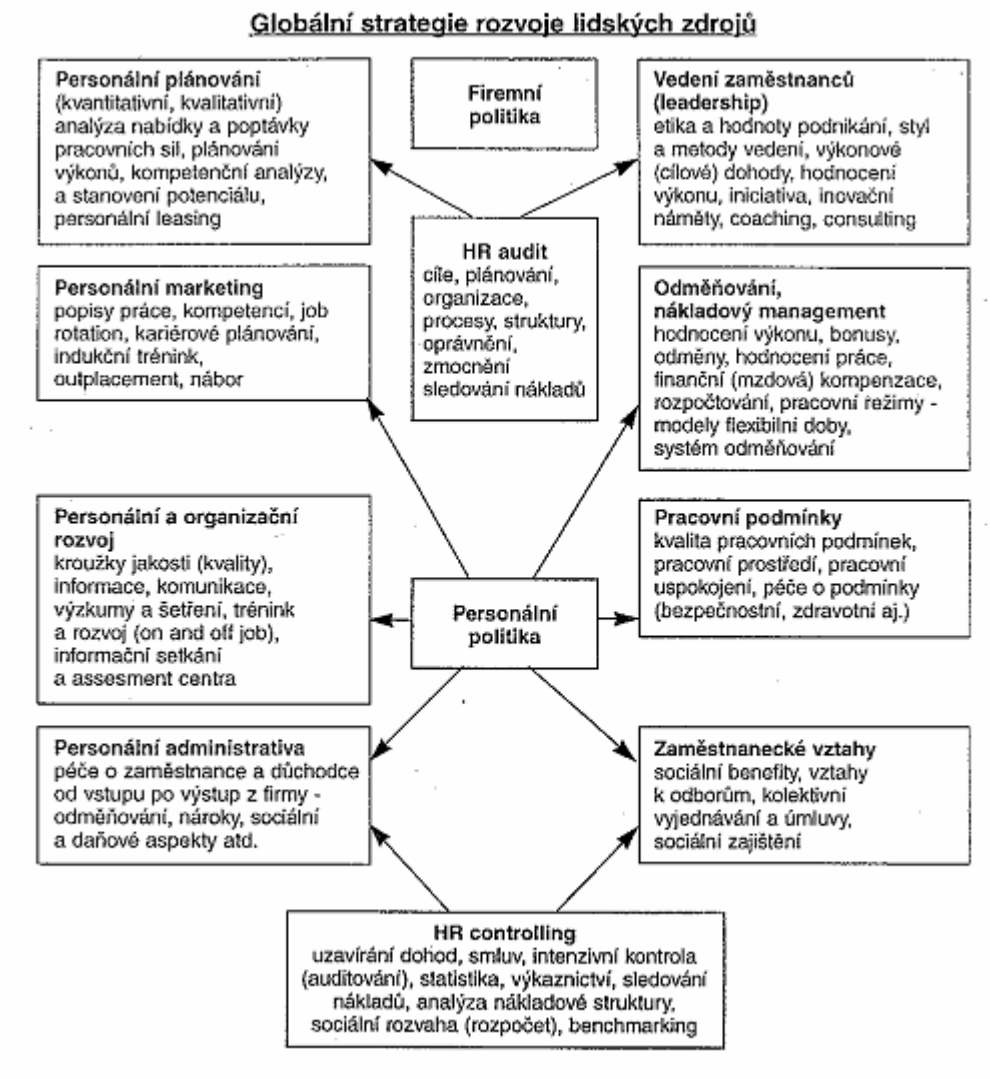 Globální strategie rozvoje lidských zdrojů
Personální plánování
(kvantitativní, kvalitativní)
analýza nabídky a poptávky
pracovních sil, plánování
výkonů, kompetenční analýzy,
a stanovení potenciálu,
personální leasing
Firemní
politika
Vedení zaměstnanců
(leadership)
etika a hodnoty podnikání, styl
a metody vedení, výkonové
(cílové) dohody, hodnocení
výkonu, iniciativa, inovační
náměty, coaching, consulting
HR audit
cíle, plánování,
organizace,
procesy, struktury,
oprávnění,
zmocnění
sledování nákladů
Personální marketing
popisy práce, kompetencí, job
rotation, kariérové plánování,
indukční trénink,
outplacement, nábor
Odměňování,
nákladový management
hodnocení výkonu, bonusy,
odměny, hodnocení práce,
finanční (mzdová) kompenzace,
rozpočtování, pracovní režimy -
modely flexibilní doby,
systém odměňování
Personální a organizační
rozvoj
kroužky jakosti (kvality),
informace, komunikace,
výzkumy a šetření, trénink
a rozvoj (on and off job),
informační setkání
a assesment centra
Personální
politika
Pracovní podmínky
kvalita pracovních podmínek,
pracovní prostředí, pracovní
uspokojení, péče o podmínky
(bezpečnostní, zdravotní aj.)
Personální administrativa
péče o zaměstnance a důchodce
od vstupu po výstup z firmy -
odměňování, nároky, sociální
a daňové aspekty atd.
Zaměstnanecké vztahy
sociální benefity, vztahy
k odborům, kolektivní
vyjednávání a úmluvy,
sociální zajištění
HR controlling
uzavírání dohod, smluv, intenzivní kontrola
(auditování), statistika, výkaznictví, sledování
nákladů, analýza nákladové struktury,
sociální rozvaha (rozpočet), benchmarking